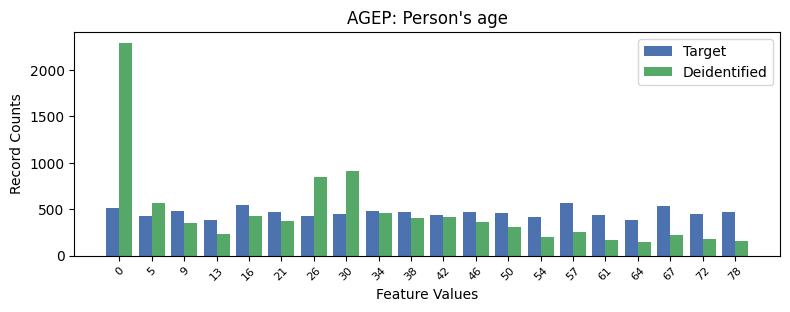 AGEP: Person's age
Target
Deidentified
Record Counts
2000
1500
1000
500
0
0 5 9 13 16 21 26 30 34 38 42 46 50 54 57 61 64 67 72 78
Feature Values